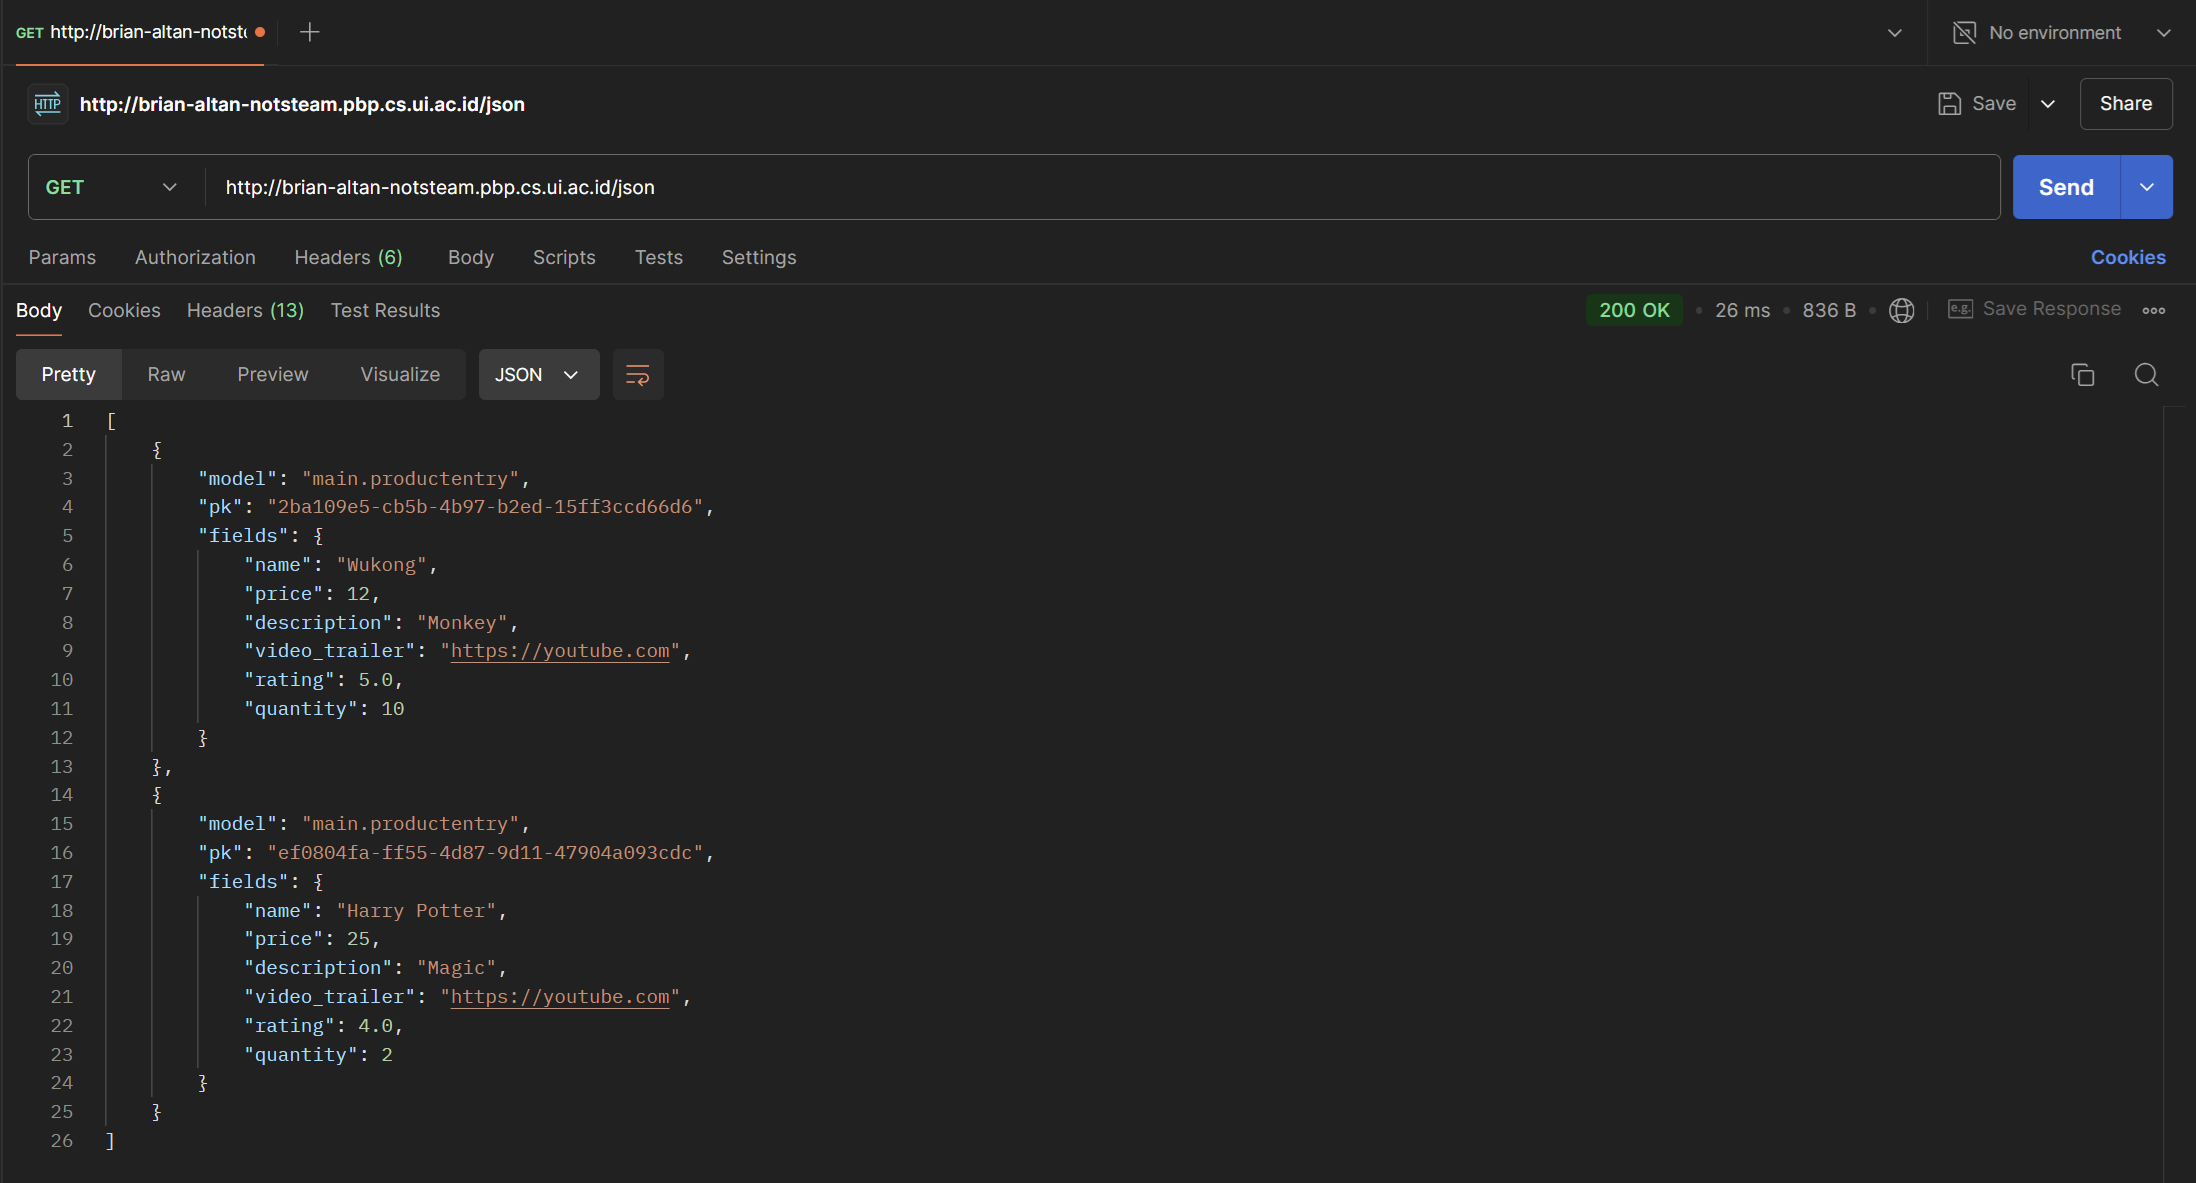 GET http://brian-altan-notst
No environment
HTTP http://brian-altan-notsteam.pbp.cs.ui.ac.id/json
Save
Share
GET http://brian-altan-notsteam.pbp.cs.ui.ac.id/json
Send
Params Authorization Headers (6) Body Scripts Tests Settings Cookies
Body Cookies Headers (13) Test Results 200 OK • 26 ms • 836 B • e.g. Save Response
Pretty Raw Preview Visualize JSON
1 [
2 {
3 "model": "main.productentry",
4 "pk": "2ba109e5-cb5b-4b97-b2ed-15ff3ccd66d6",
5 "fields": {
6 "name": "Wukong",
7 "price": 12,
8 "description": "Monkey",
9 "video_trailer": "https://youtube.com",
10 "rating": 5.0,
11 "quantity": 10
12 }
13 },
14 {
15 "model": "main.productentry",
16 "pk": "ef0804fa-ff55-4d87-9d11-47904a093cdc",
17 "fields": {
18 "name": "Harry Potter",
19 "price": 25,
20 "description": "Magic",
21 "video_trailer": "https://youtube.com",
22 "rating": 4.0,
23 "quantity": 2
24 }
25 }
26 ]